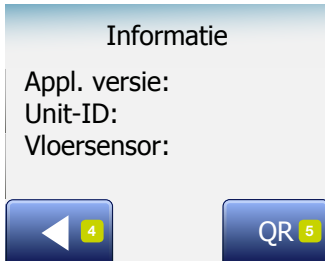 Informatie
Appl. versie:
Unit-ID:
Vloersensor:
4
QR 5